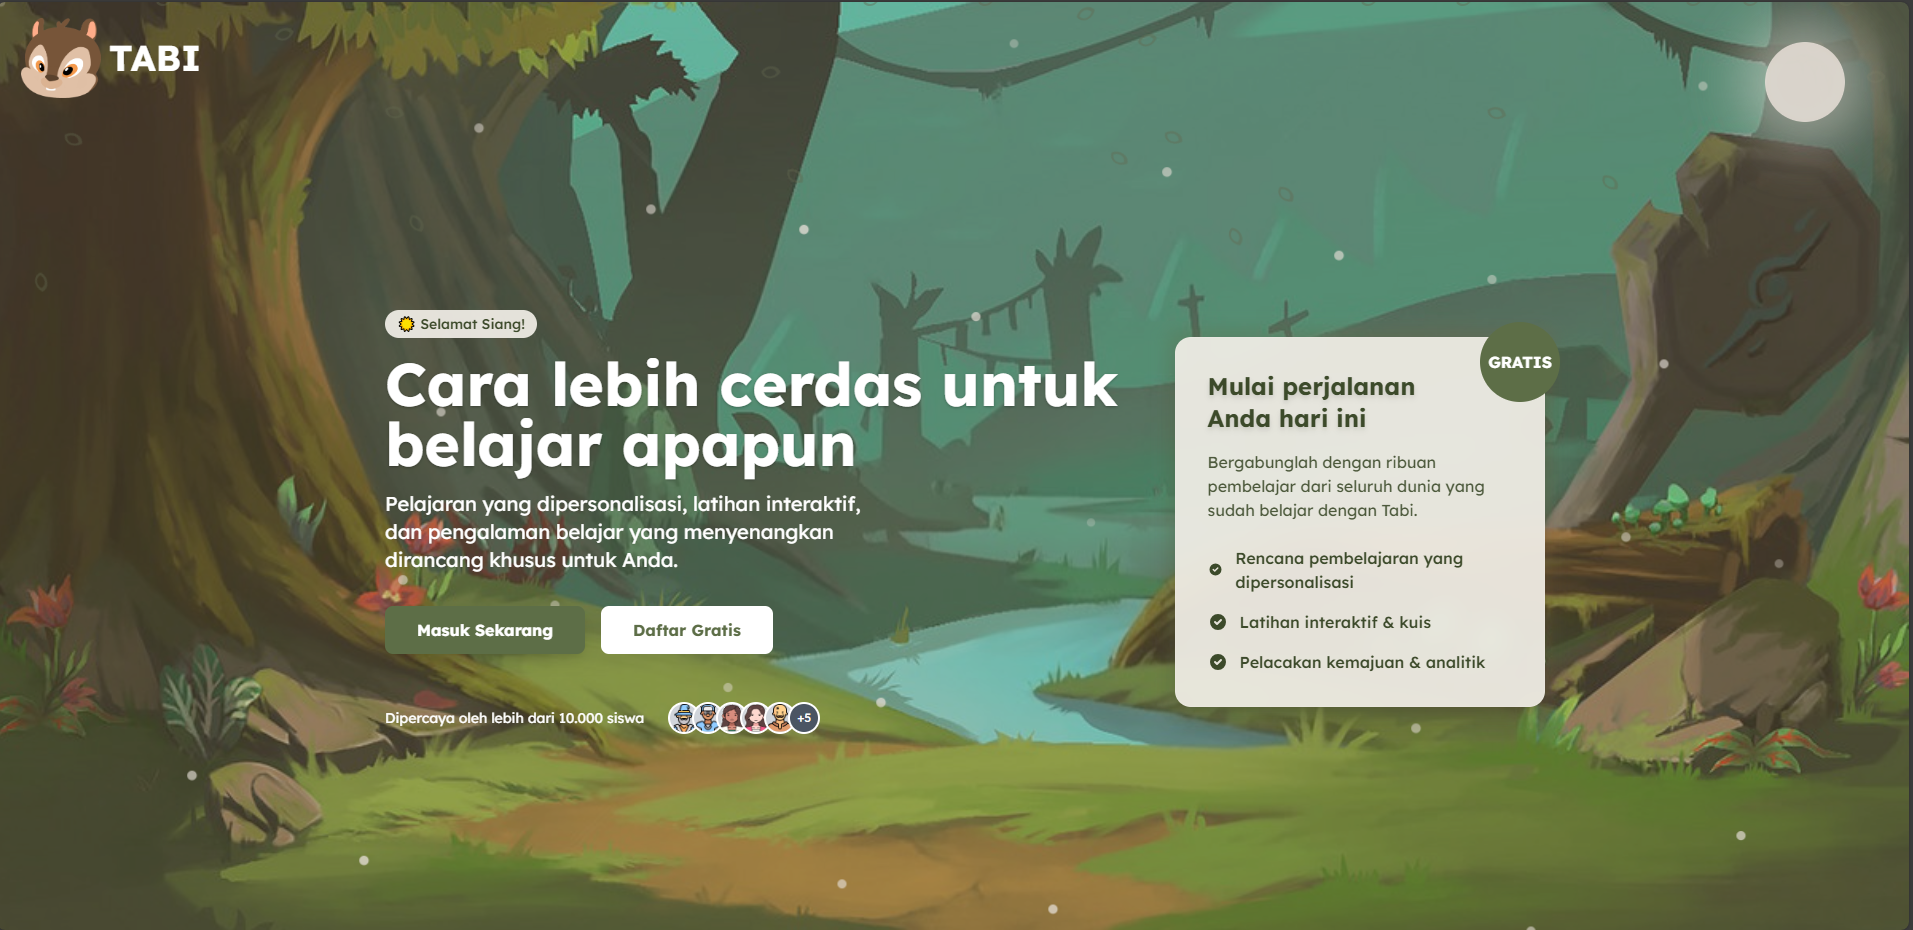 TABI
Selamat Siang!
Cara lebih cerdas untuk
belajar apapun
Pelajaran yang dipersonalisasi, latihan interaktif,
dan pengalaman belajar yang menyenangkan
dirancang khusus untuk Anda.
Masuk Sekarang
Daftar Gratis
Dipercaya oleh lebih dari 10.000 siswa
+5
GRATIS
Mulai perjalanan
Anda hari ini
Bergabunglah dengan ribuan
pembelajar dari seluruh dunia yang
sudah belajar dengan Tabi.
Rencana pembelajaran yang
dipersonalisasi
Latihan interaktif & kuis
Pelacakan kemajuan & analitik